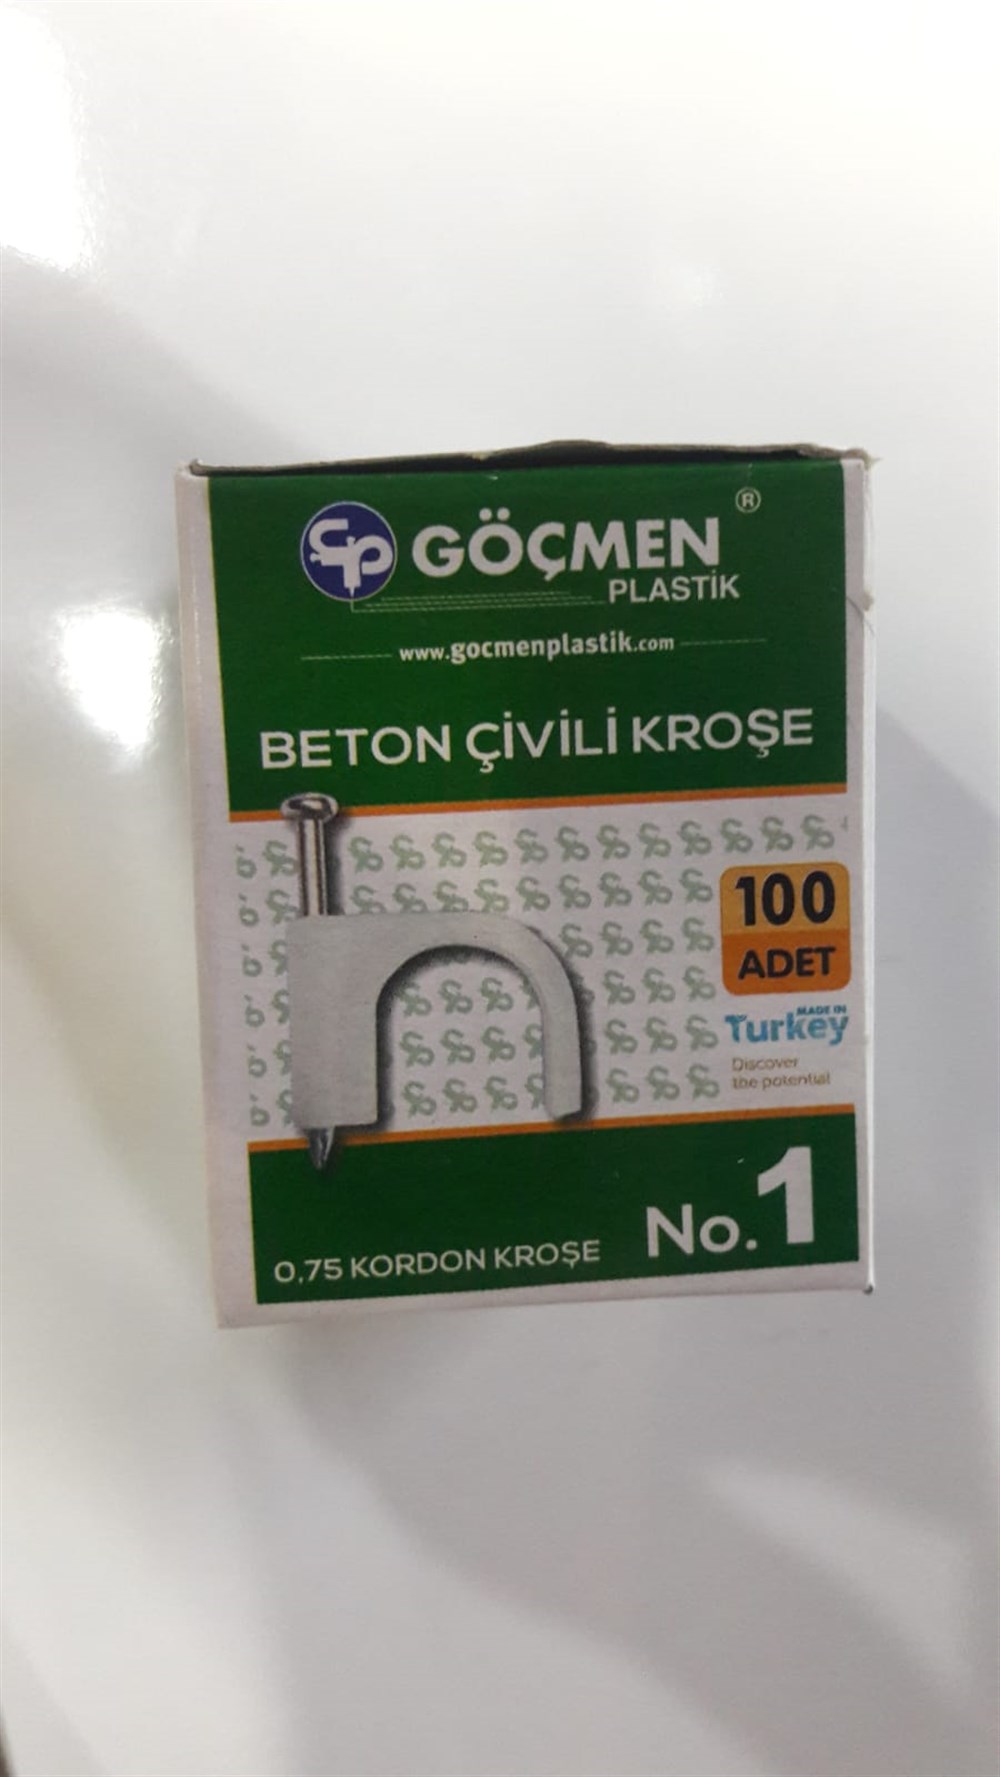 GÖÇMEN ®
PLASTİK
www.gocmenplastik.com
BETON ÇİVİLİ KROŞE
100
ADET
MADE IN
Turkey
Discover
the potential
0,75 KORDON KROŞE
No.1